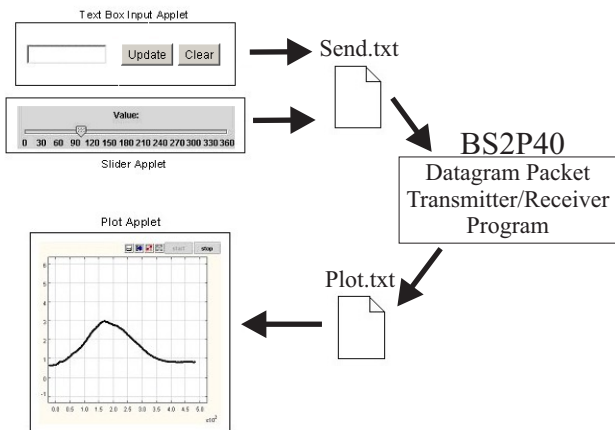 Text Box Input Applet
Update Clear
Send.txt
Value:
0 30 60 90 120 150 180 210 240 270 300 330 360
Slider Applet
BS2P40
Datagram Packet
Transmitter/Receiver
Program
Plot Applet
start stop
Plot.txt
6
5
4
3
2
1
0
-1
0.0 0.5 1.0 1.5 2.0 2.5 3.0 3.5 4.0 4.5 5.0
x10³